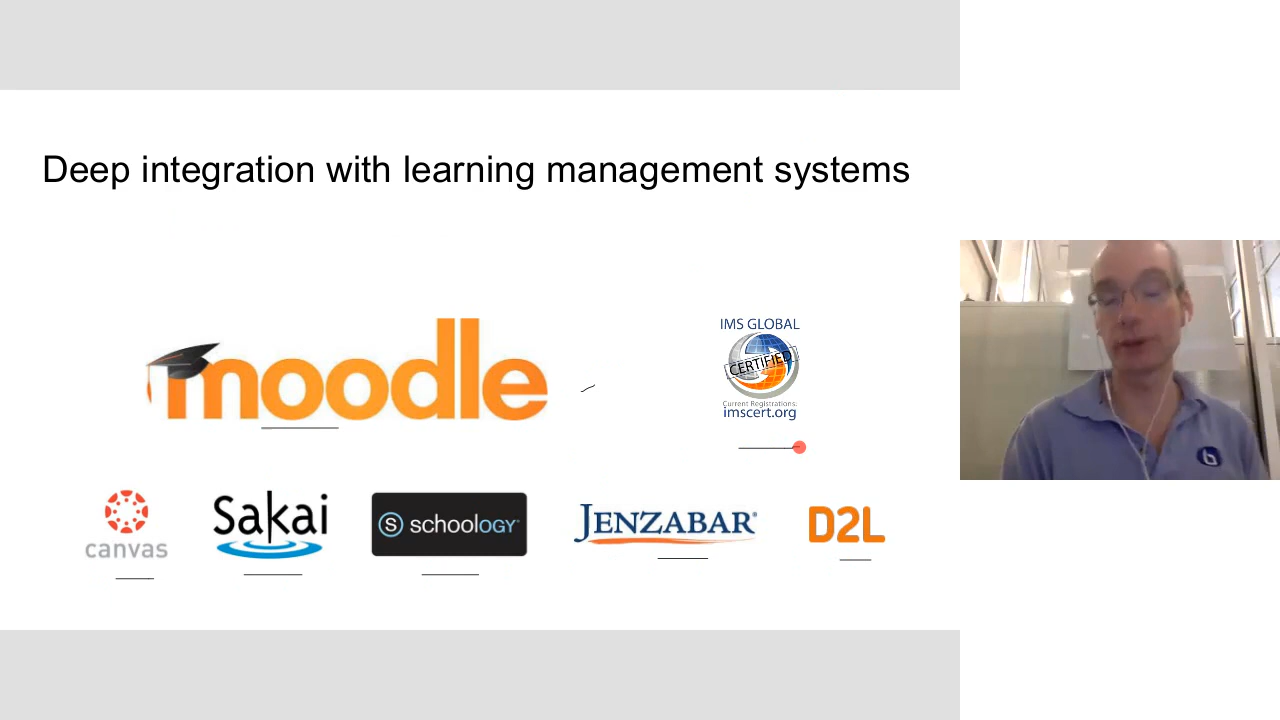 Deep integration with learning management systems
moodle
IMS GLOBAL
CERTIFIED
Current Registrations:
imscert.org
canvas
Sakai
S schoology
JENZABAR®
D2L
b